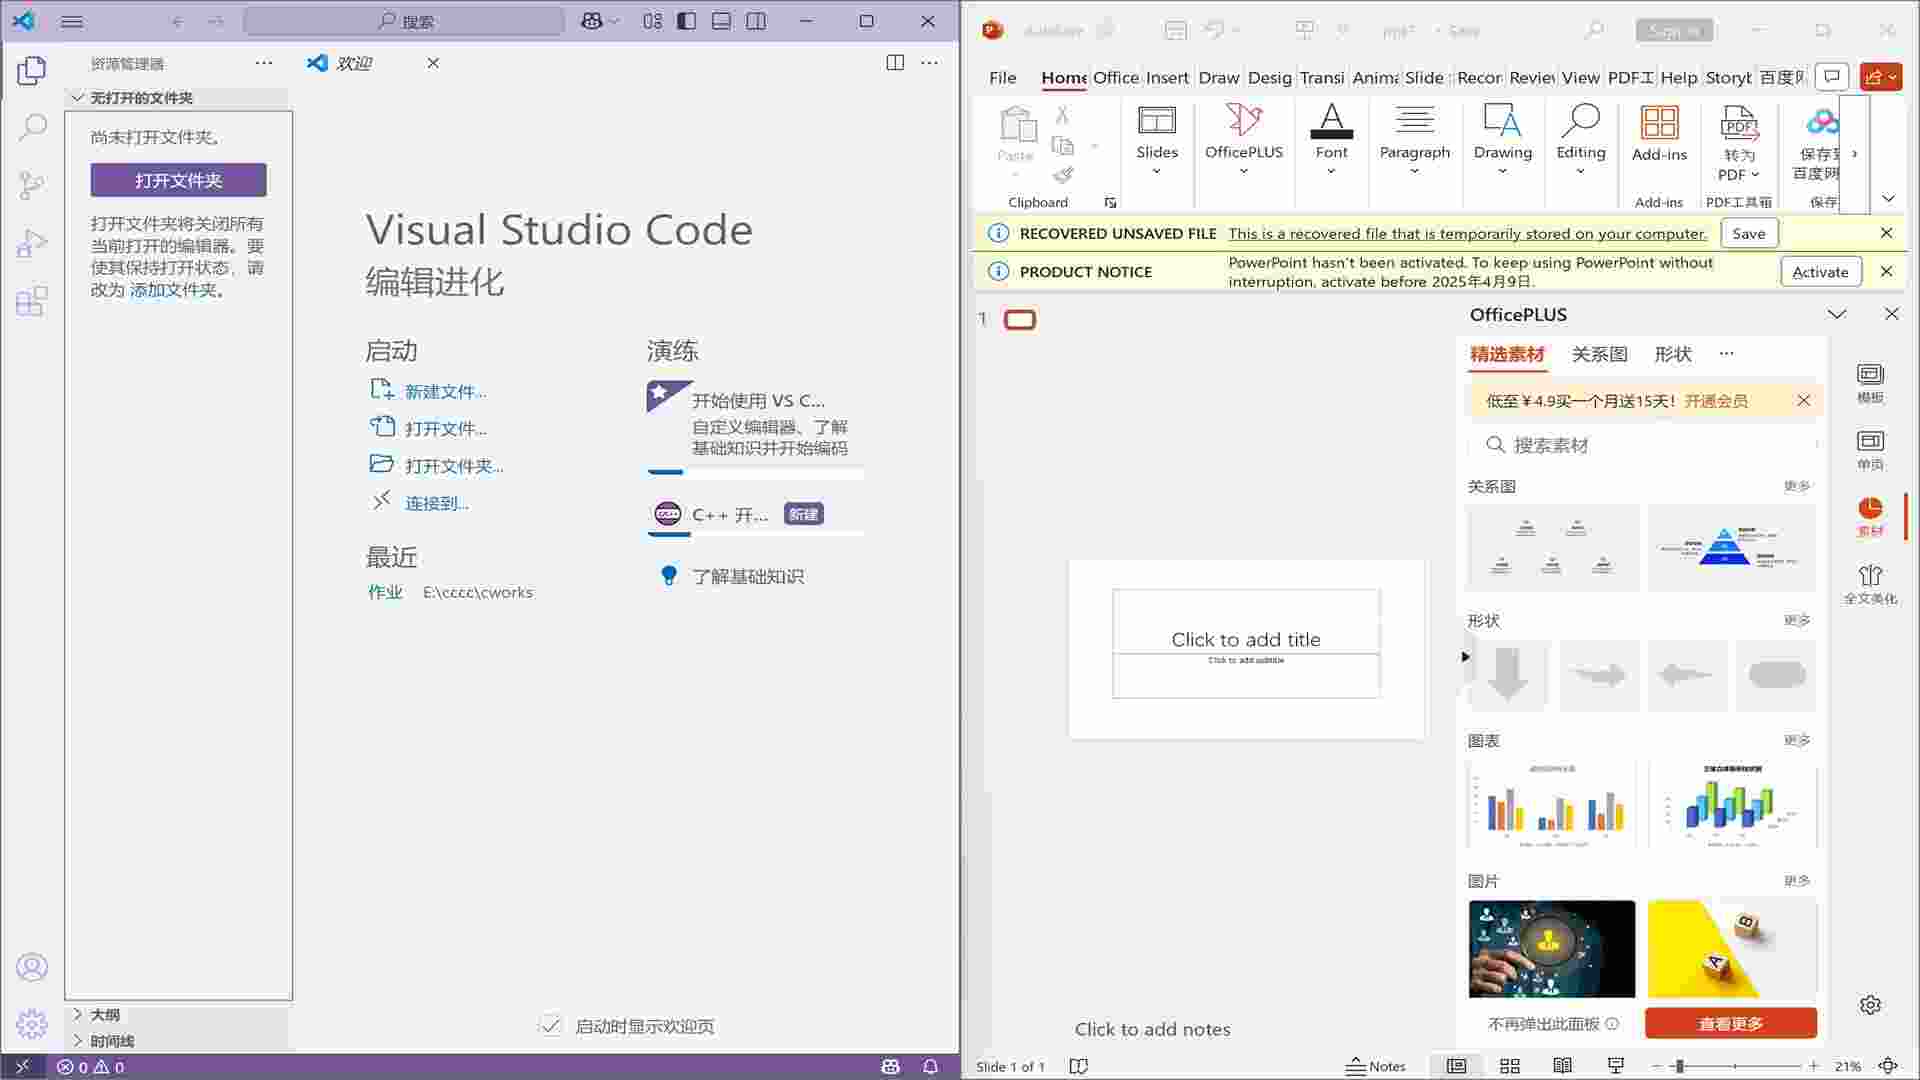 搜索
资源管理器
欢迎
无打开的文件夹
尚未打开文件夹。
打开文件夹
打开文件夹将关闭所有
当前打开的编辑器。要
使其保持打开状态，请
改为 添加文件夹。
Visual Studio Code
编辑进化
启动
新建文件...
打开文件...
打开文件夹...
连接到...
最近
作业 E:\cccc\cworks
演练
开始使用 VS C...
自定义编辑器、了解
基础知识并开始编码
C++ 开... 新建
了解基础知识
启动时显示欢迎页
大纲
时间线
0 0
AutoSave
ppt7 • Save
Sign in
File Home Office Insert Draw Desig Transi Anima Slide Recor Review View PDF工 Help Storyb 百度网
Paste
Slides
OfficePLUS
Font
Paragraph
Drawing
Editing
Add-ins
转为
PDF
保存到
百度网
Clipboard
Add-ins
PDF工具箱
保存
RECOVERED UNSAVED FILE This is a recovered file that is temporarily stored on your computer. Save
PRODUCT NOTICE PowerPoint hasn't been activated. To keep using PowerPoint without
interruption, activate before 2025年4月9日. Activate
1
Click to add title
Click to add subtitle
Click to add notes
OfficePLUS
精选素材 关系图 形状 ...
低至￥4.9买一个月送15天！开通会员
搜索素材
关系图 更多
形状 更多
图表 更多
图片 更多
B
A
不再弹出此面板
查看更多
模板
单页
素材
全文美化
Slide 1 of 1
Notes
21%